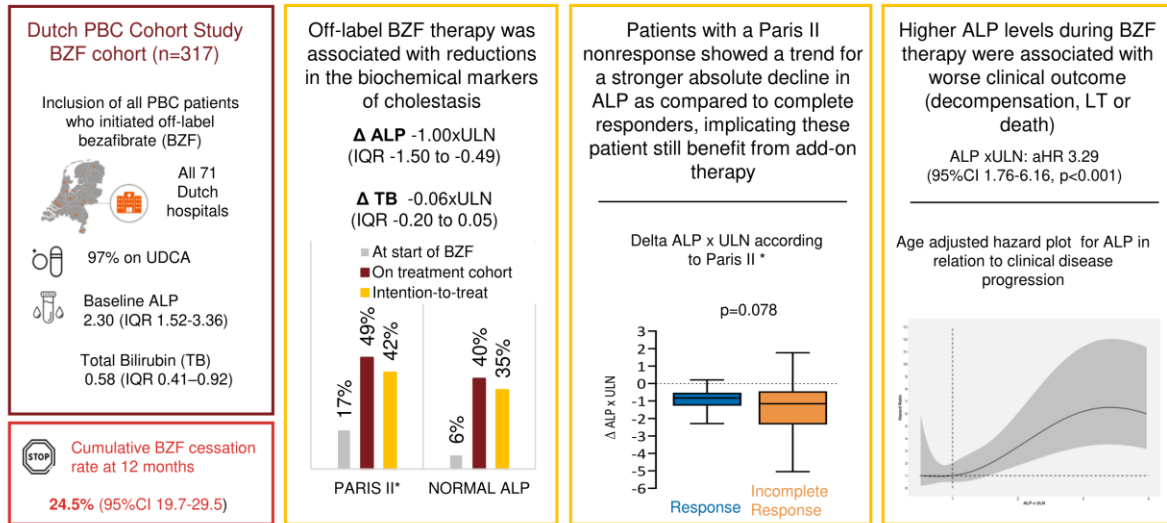 Dutch PBC Cohort Study
BZF cohort (n=317)
Inclusion of all PBC patients
who initiated off-label
bezafibrate (BZF)
All 71
Dutch
hospitals
97% on UDCA
Baseline ALP
2.30 (IQR 1.52-3.36)
Total Bilirubin (TB)
0.58 (IQR 0.41–0.92)
STOP
Cumulative BZF cessation
rate at 12 months
24.5% (95%CI 19.7-29.5)
Off-label BZF therapy was
associated with reductions
in the biochemical markers
of cholestasis
Δ ALP -1.00xULN
(IQR -1.50 to -0.49)
Δ TB -0.06xULN
(IQR -0.20 to 0.05)
At start of BZF
On treatment cohort
Intention-to-treat
17%
49%
42%
6%
40%
35%
PARIS II*
NORMAL ALP
Patients with a Paris II
nonresponse showed a trend for
a stronger absolute decline in
ALP as compared to complete
responders, implicating these
patient still benefit from add-on
therapy
Delta ALP x ULN according
to Paris II *
p=0.078
Δ ALP x ULN
3
2
1
0
-1
-2
-3
-4
-5
-6
Response
Incomplete
Response
Higher ALP levels during BZF
therapy were associated with
worse clinical outcome
(decompensation, LT or
death)
ALP xULN: aHR 3.29
(95%CI 1.76-6.16, p<0.001)
Age adjusted hazard plot for ALP in
relation to clinical disease
progression
Hazard Ratio
ALP x ULN